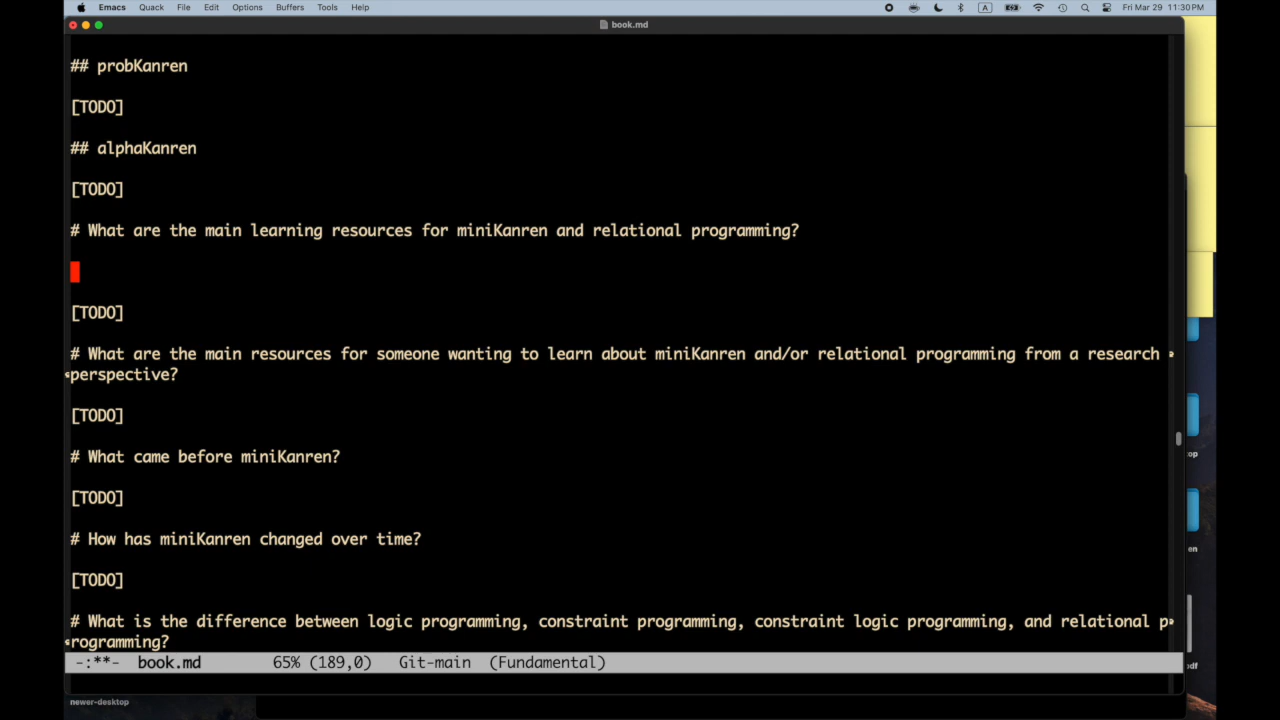 Emacs Quack File Edit Options Buffers Tools Help
A
Fri Mar 29 11:30 PM
book.md
## probKanren
[TODO]
## alphaKanren
[TODO]
# What are the main learning resources for miniKanren and relational programming?
[TODO]
# What are the main resources for someone wanting to learn about miniKanren and/or relational programming from a research
perspective?
[TODO]
# What came before miniKanren?
[TODO]
# How has miniKanren changed over time?
[TODO]
# What is the difference between logic programming, constraint programming, constraint logic programming, and relational p
rogramming?
-:**- book.md 65% (189,0) Git-main (Fundamental)
top
en
pdf
newer-desktop